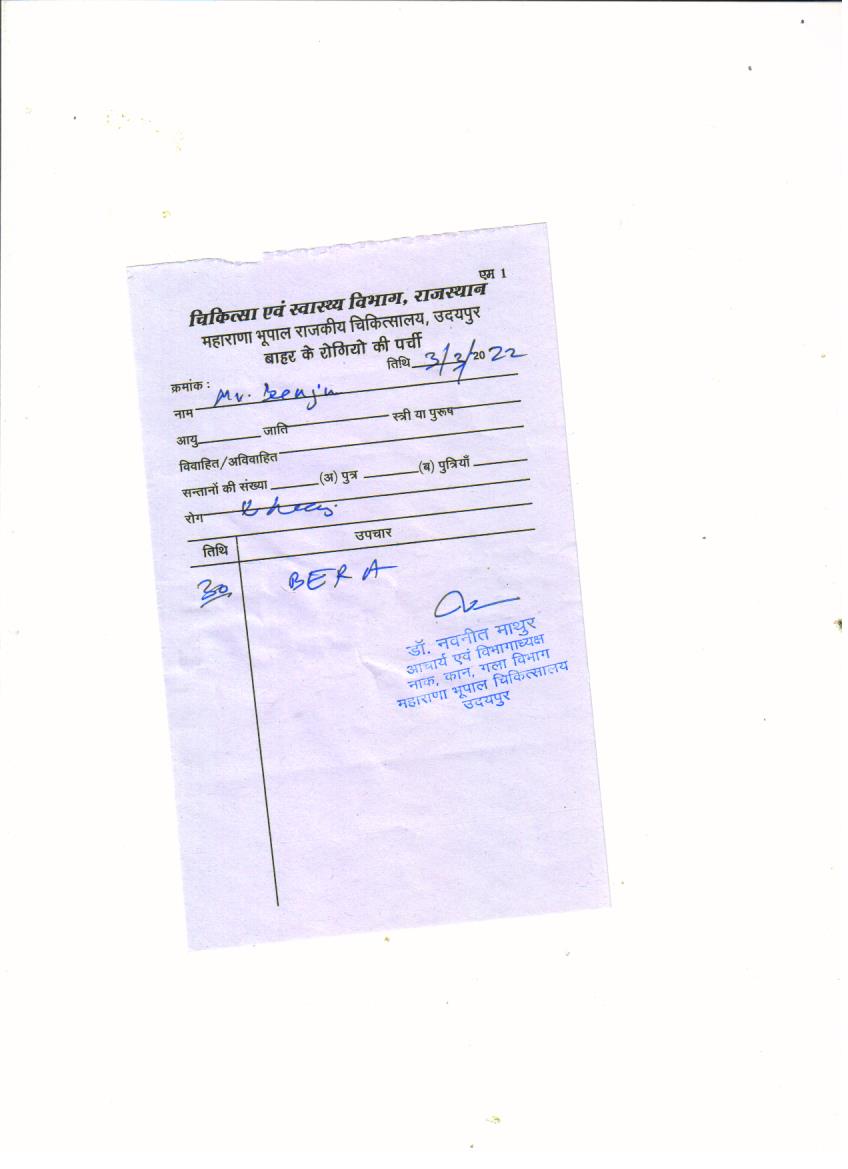 एम 1
चिकित्सा एवं स्वास्थ्य विभाग, राजस्थान
महाराणा भूपाल राजकीय चिकित्सालय, उदयपुर
बाहर के रोगियो की पर्ची
तिथि 3/2/2022
क्रमांक :
नाम Mr.
आयु जाति स्त्री या पुरूष
विवाहित/अविवाहित
सन्तानों की संख्या (अ) पुत्र (ब) पुत्रियाँ
रोग
तिथि उपचार
BERA
डॉ. नवनीत माथुर
आचार्य एवं विभागाध्यक्ष
नाक, कान, गला विभाग
महाराणा भूपाल चिकित्सालय
उदयपुर